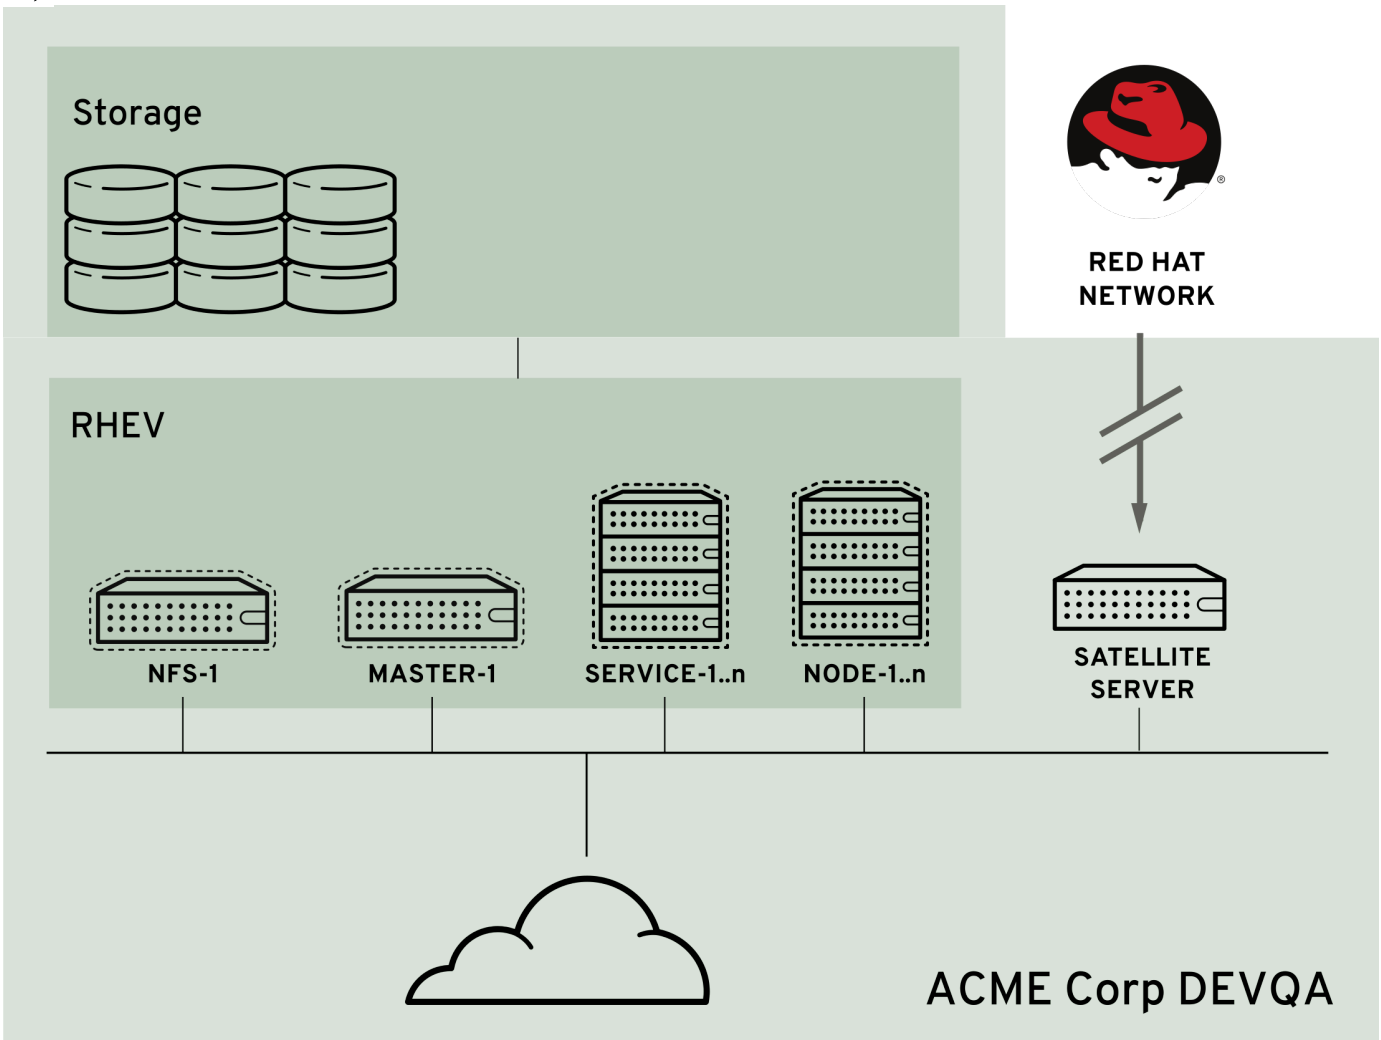 Storage
RED HAT
NETWORK
RHEV
NFS-1
MASTER-1
SERVICE-1..n
NODE-1..n
SATELLITE
SERVER
ACME Corp DEVQA